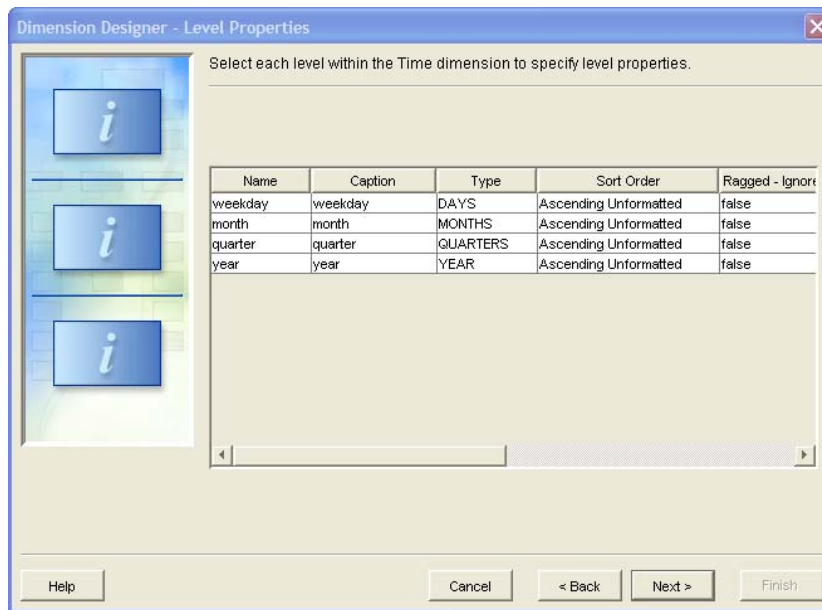 Dimension Designer - Level Properties
Select each level within the Time dimension to specify level properties.
Name Caption Type Sort Order Ragged - Ignore
weekday weekday DAYS Ascending Unformatted false
month month MONTHS Ascending Unformatted false
quarter quarter QUARTERS Ascending Unformatted false
year year YEAR Ascending Unformatted false
Help Cancel < Back Next > Finish